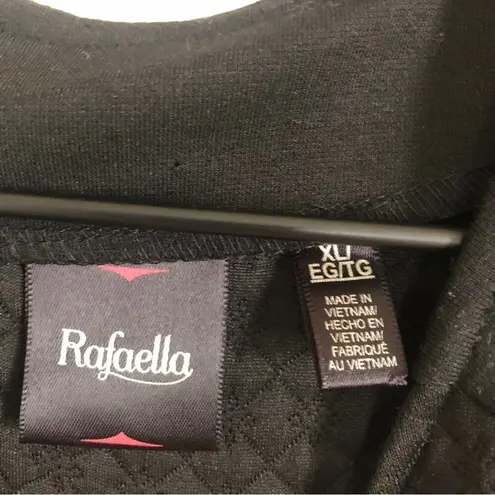 Rafaella
XL/
EG/TG
MADE IN
VIETNAM/
HECHO EN
VIETNAM/
FABRIQUÉ
AU VIETNAM